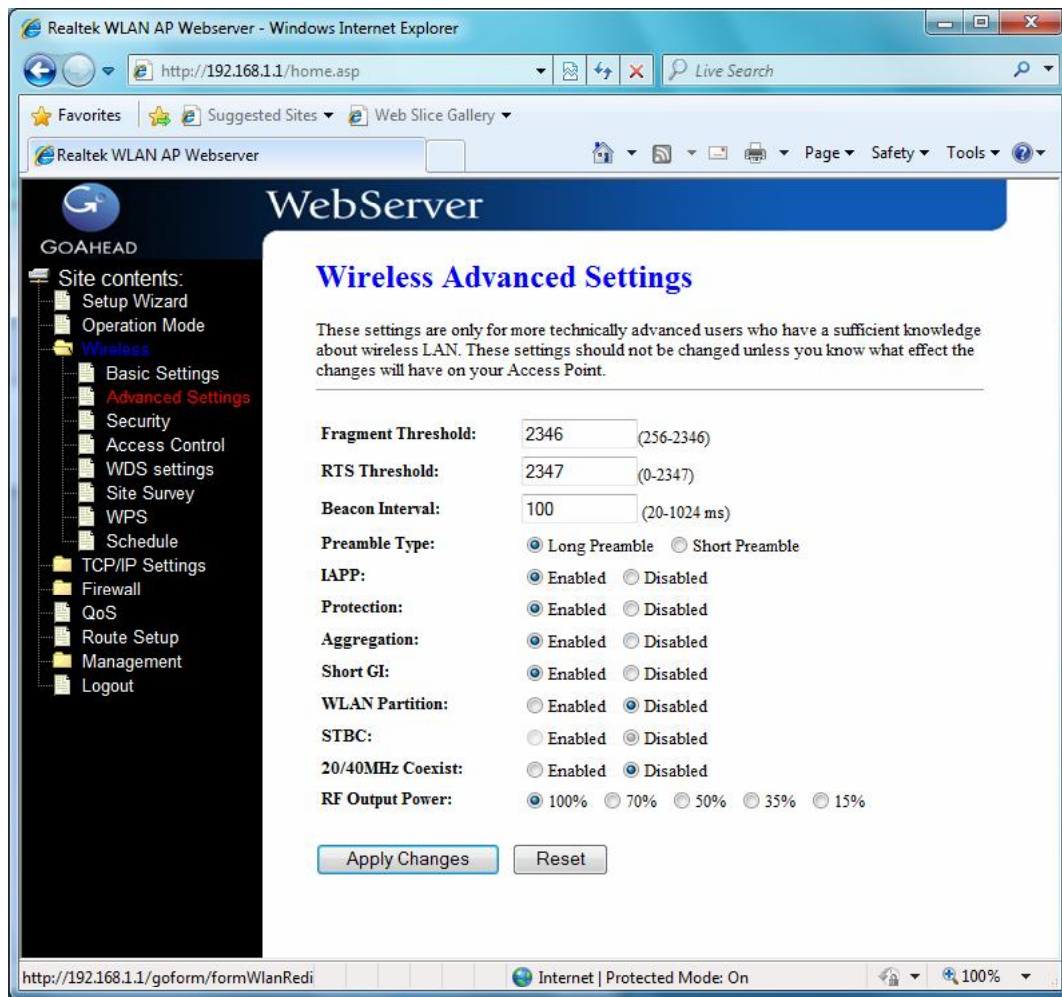 Realtek WLAN AP Webserver - Windows Internet Explorer
http://192.168.1.1/home.asp
Live Search
Favorites Suggested Sites Web Slice Gallery
Realtek WLAN AP Webserver
Page Safety Tools
GOAHEAD
WebServer
Site contents:
Setup Wizard
Operation Mode
Wireless
Basic Settings
Advanced Settings
Security
Access Control
WDS settings
Site Survey
WPS
Schedule
TCP/IP Settings
Firewall
QoS
Route Setup
Management
Logout
Wireless Advanced Settings
These settings are only for more technically advanced users who have a sufficient knowledge
about wireless LAN. These settings should not be changed unless you know what effect the
changes will have on your Access Point.
Fragment Threshold: 2346 (256-2346)
RTS Threshold: 2347 (0-2347)
Beacon Interval: 100 (20-1024 ms)
Preamble Type: Long Preamble Short Preamble
IAPP: Enabled Disabled
Protection: Enabled Disabled
Aggregation: Enabled Disabled
Short GI: Enabled Disabled
WLAN Partition: Enabled Disabled
STBC: Enabled Disabled
20/40MHz Coexist: Enabled Disabled
RF Output Power: 100% 70% 50% 35% 15%
Apply Changes Reset
http://192.168.1.1/goform/formWlanRedi
Internet | Protected Mode: On
100%